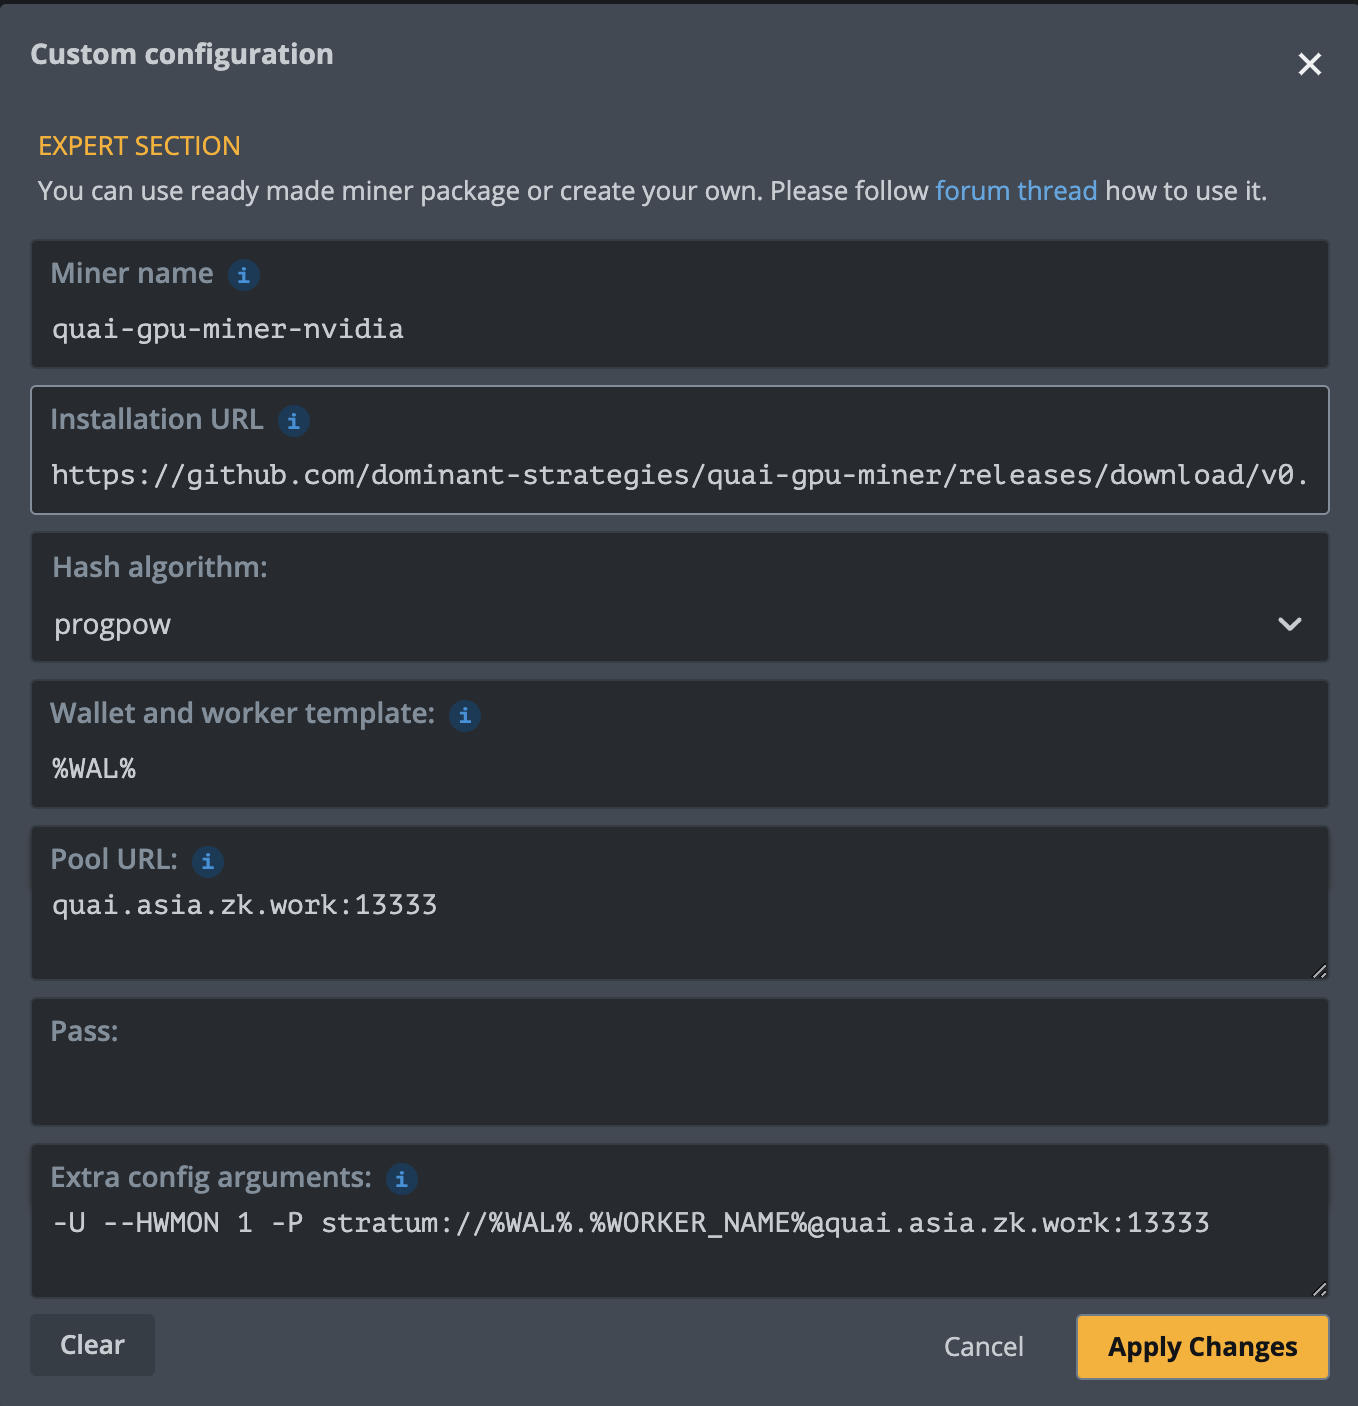 Custom configuration
EXPERT SECTION
You can use ready made miner package or create your own. Please follow forum thread how to use it.
Miner name
quai-gpu-miner-nvidia
Installation URL
https://github.com/dominant-strategies/quai-gpu-miner/releases/download/v0.
Hash algorithm:
progpow
Wallet and worker template:
%WAL%
Pool URL:
quai.asia.zk.work:13333
Pass:
Extra config arguments:
-U --HWMON 1 -P stratum://%WAL%.%WORKER_NAME%@quai.asia.zk.work:13333
Clear
Cancel
Apply Changes